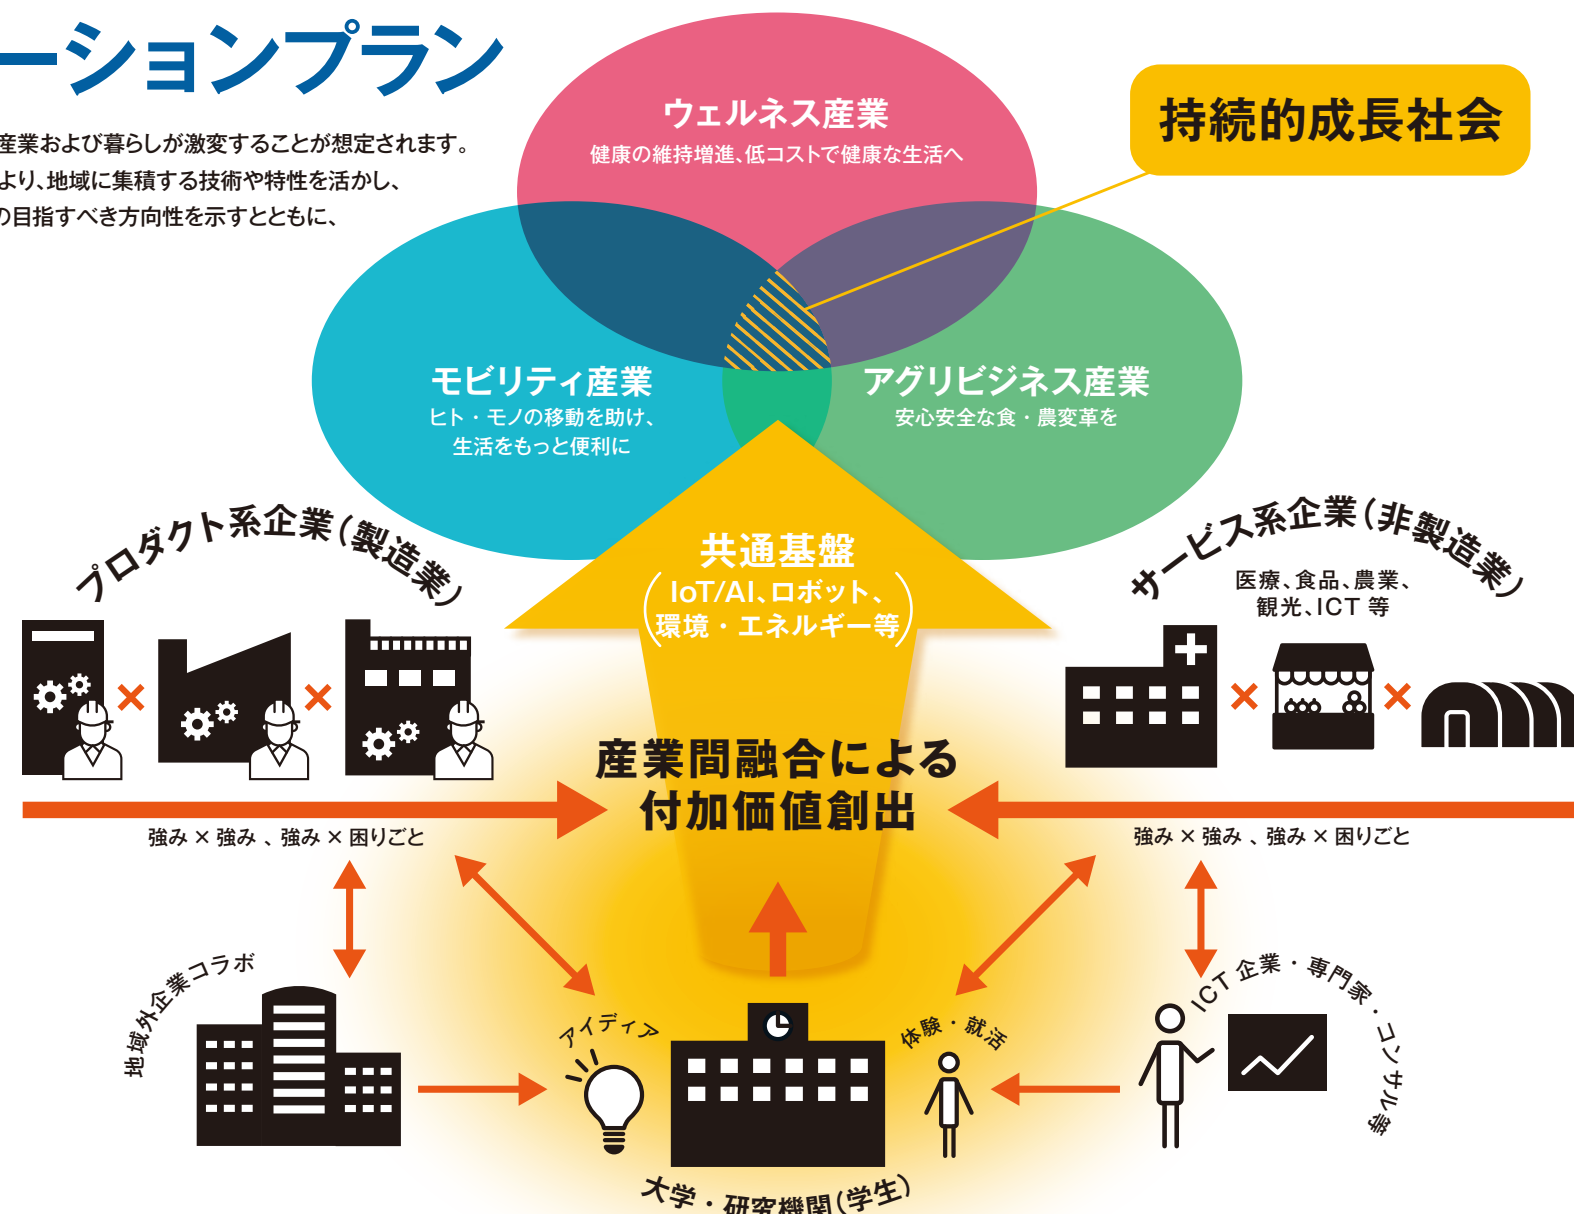 ーションプラン
産業および暮らしが激変することが想定されます。
より、地域に集積する技術や特性を活かし、
の目指すべき方向性を示すとともに、
ウェルネス産業
健康の維持増進、低コストで健康な生活へ
持続的成長社会
モビリティ産業
ヒト・モノの移動を助け、
生活をもっと便利に
アグリビジネス産業
安心安全な食・農変革を
共通基盤
(IoT/AI、ロボット、
環境・エネルギー等)
プロダクト系企業(製造業)
サービス系企業(非製造業)
医療、食品、農業、
観光、ICT 等
産業間融合による
付加価値創出
強み × 強み 、強み × 困りごと
強み × 強み 、強み × 困りごと
地域外企業コラボ
アイディア
体験・就活
ICT 企業・専門家・コンサル等
大学・研究機関(学生)